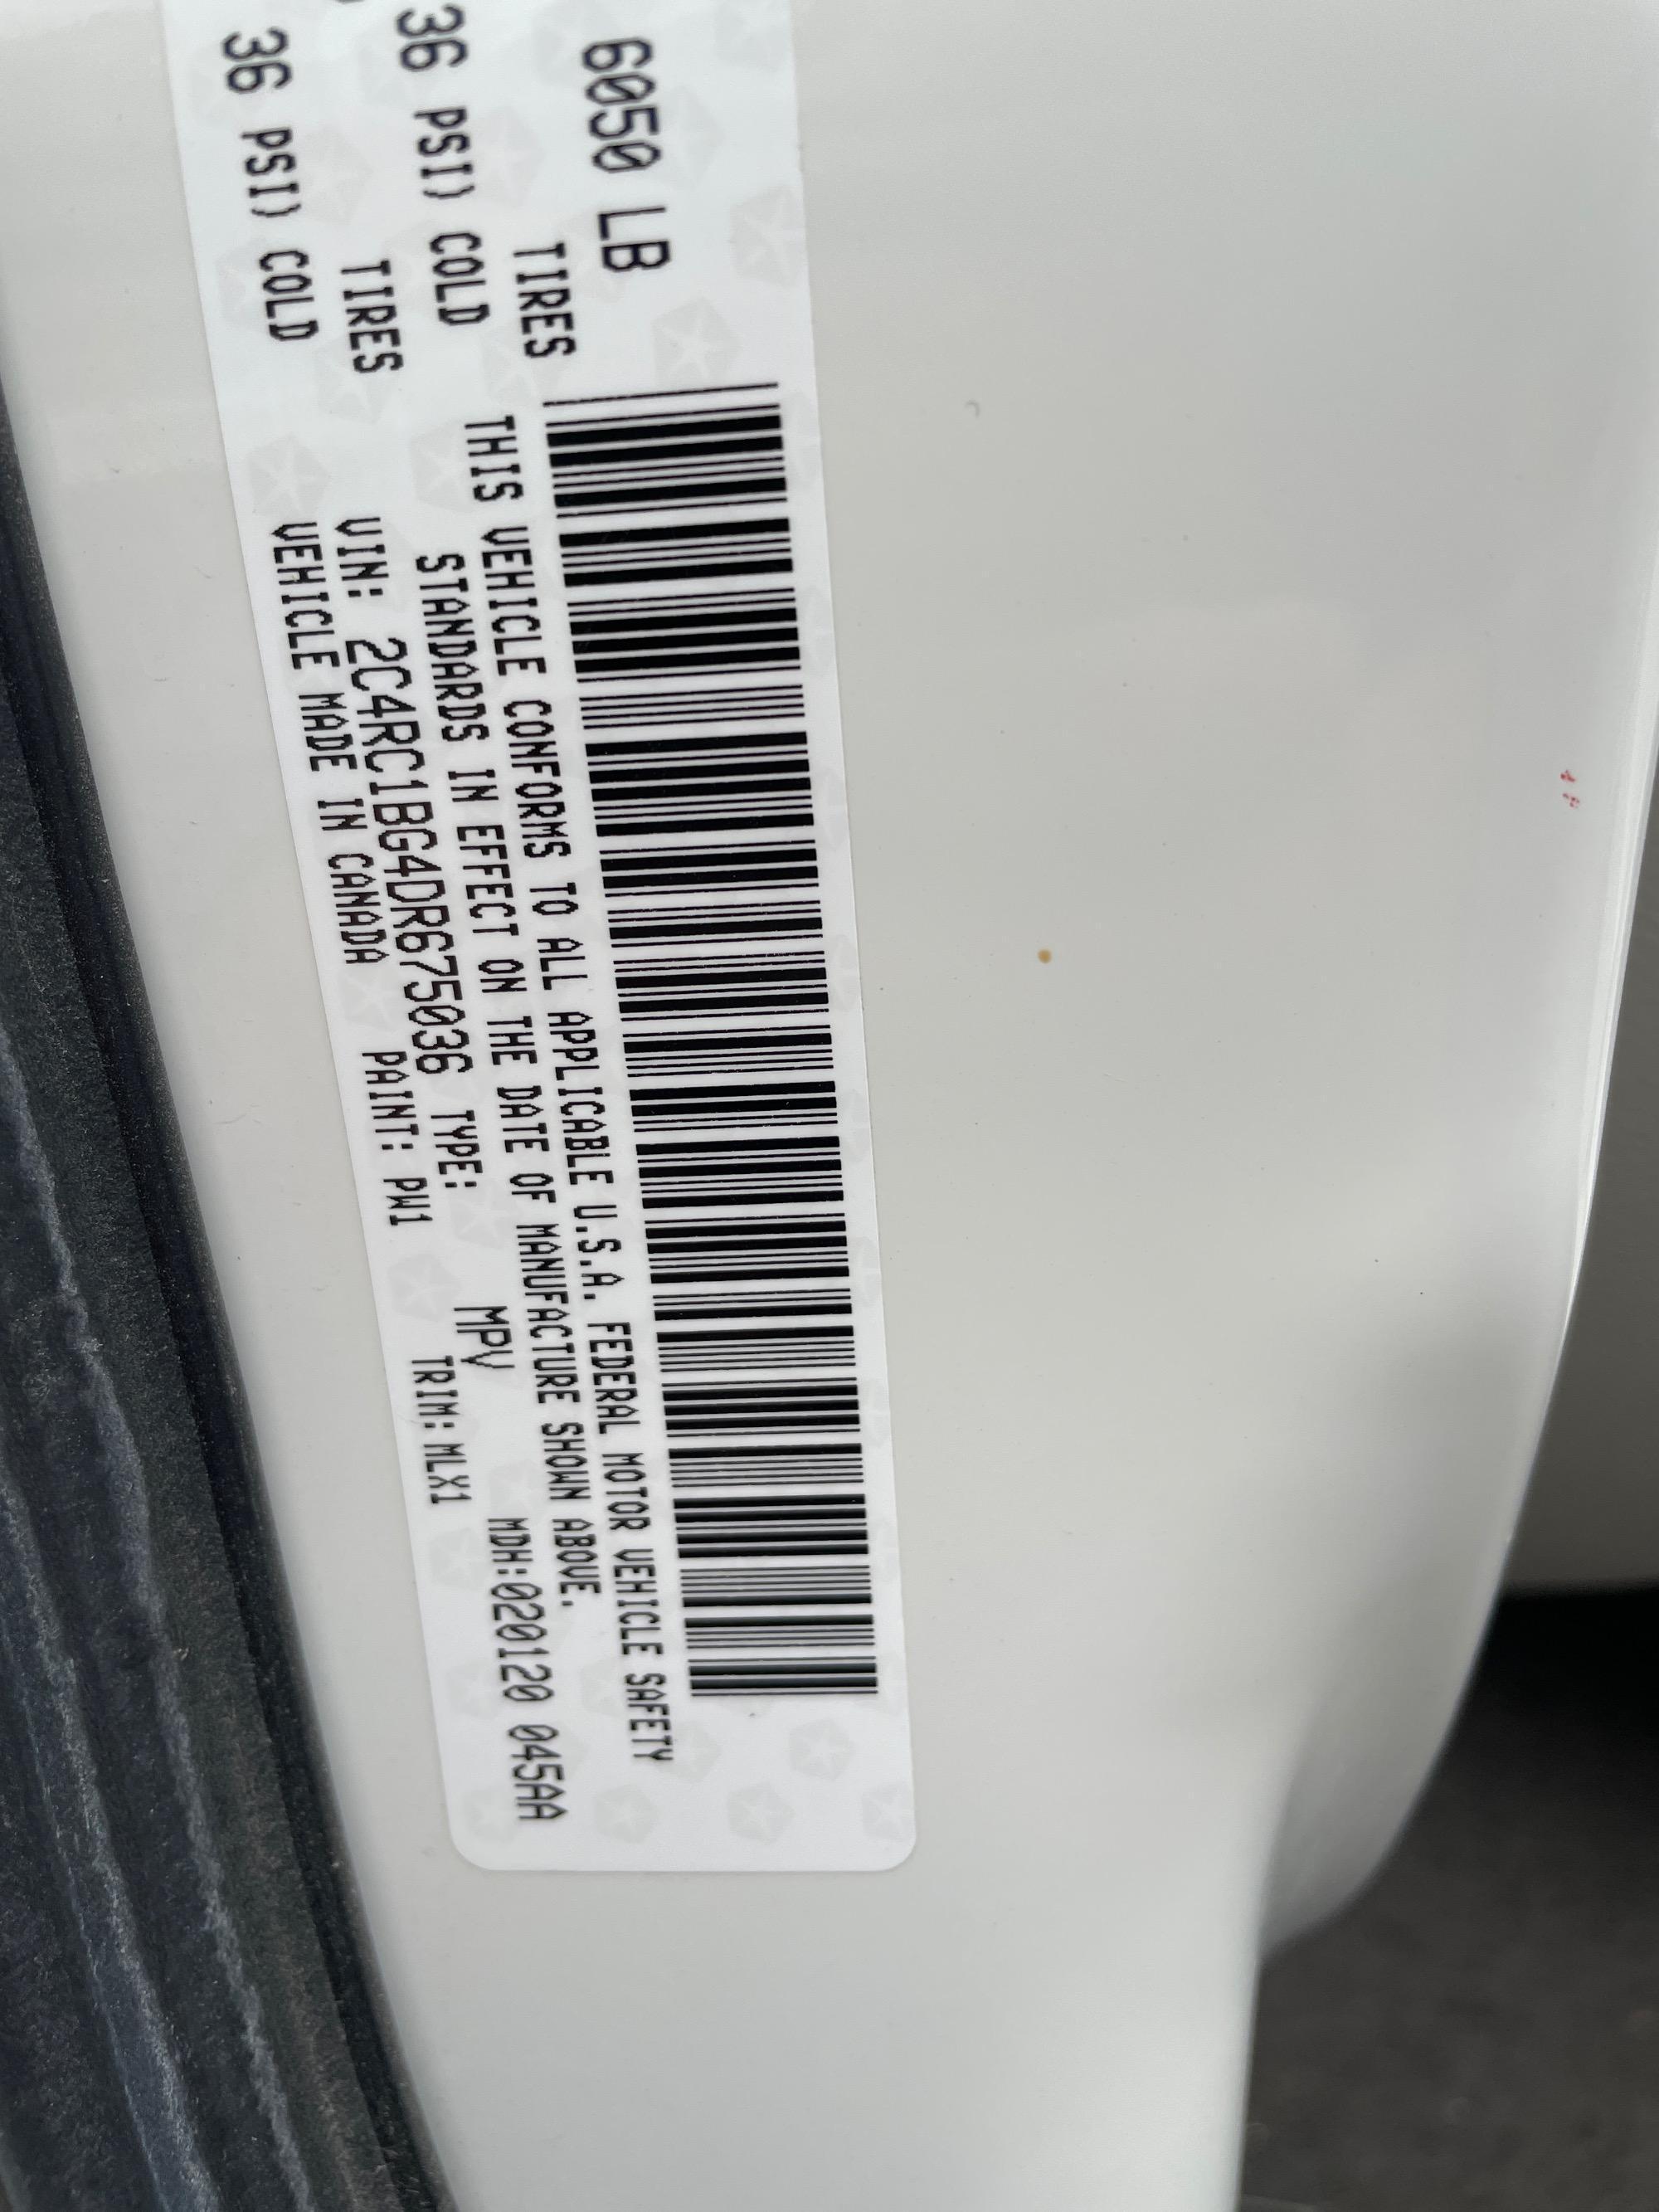 6050 LB
TIRES
36 PSI) COLD
TIRES
36 PSI) COLD
THIS VEHICLE CONFORMS TO ALL APPLICABLE U.S.A. FEDERAL MOTOR VEHICLE SAFETY
STANDARDS IN EFFECT ON THE DATE OF MANUFACTURE SHOWN ABOVE.
VIN: 2C4RC1BG4DR675036 TYPE: MPV MDH:020120 045AA
VEHICLE MADE IN CANADA PAINT: PW1 TRIM: MLX1